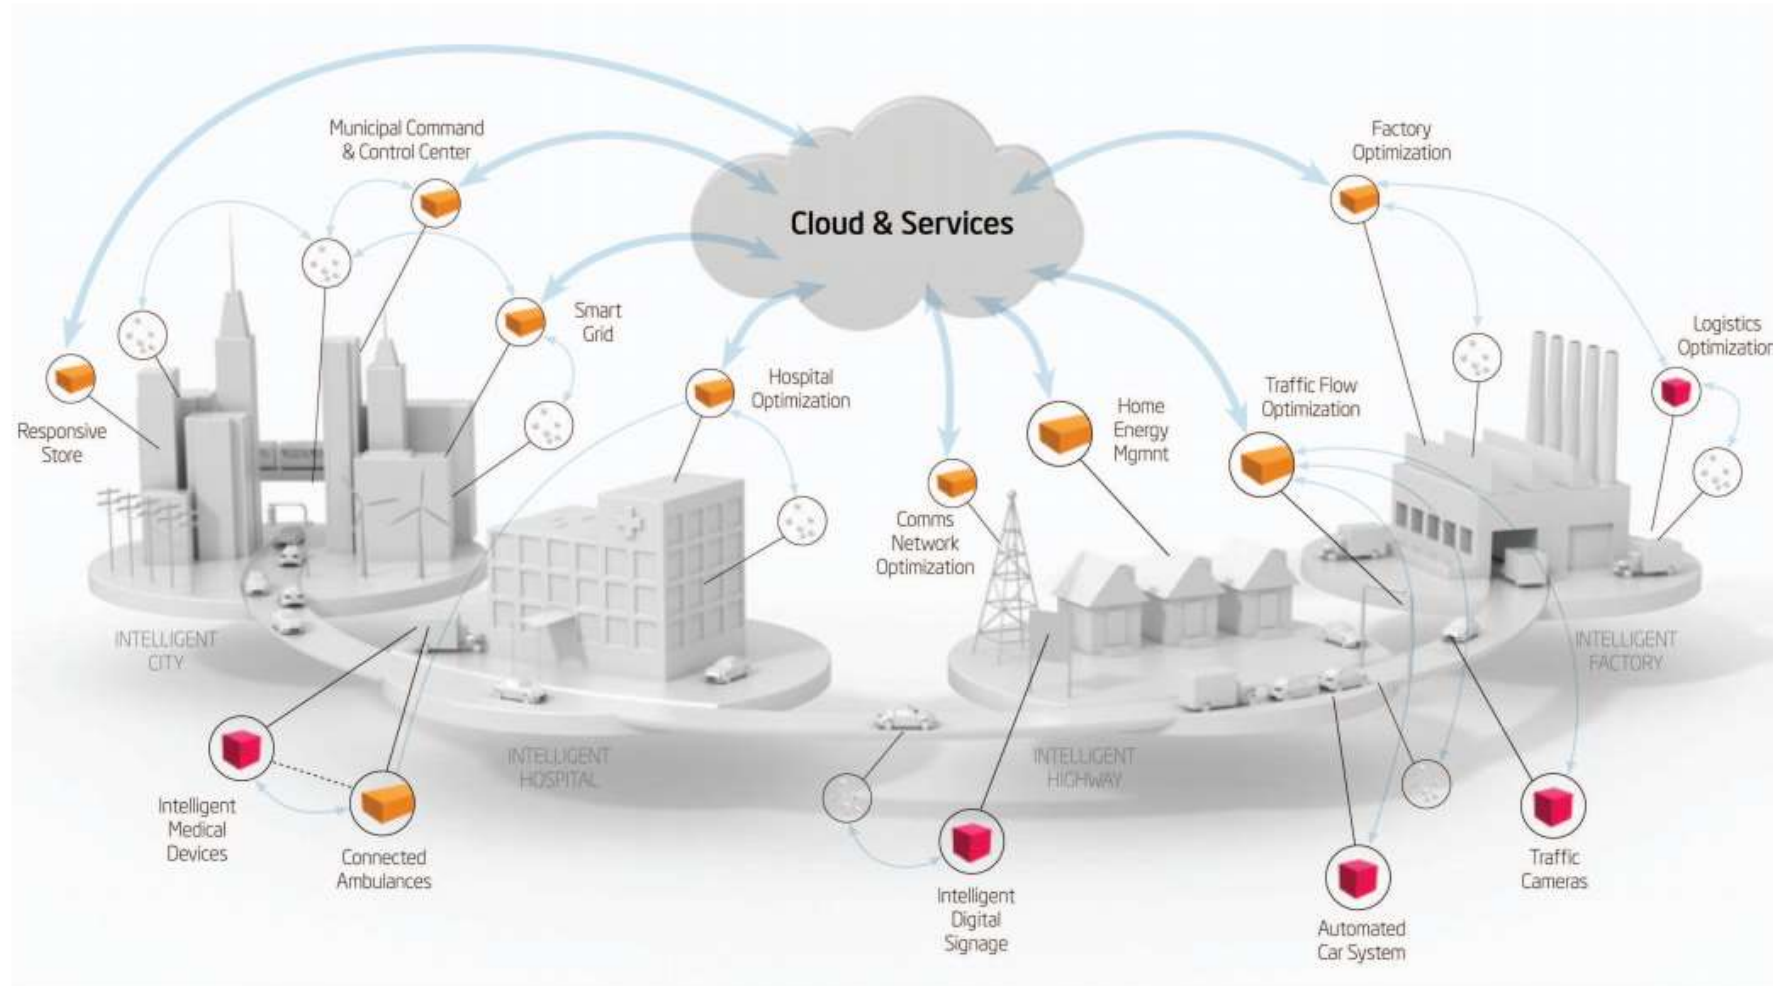 Municipal Command
& Control Center
Factory
Optimization
Cloud & Services
Smart
Grid
Logistics
Optimization
Hospital
Optimization
Home
Energy
Mgmnt
Traffic Flow
Optimization
Responsive
Store
Comms
Network
Optimization
INTELLIGENT
CITY
INTELLIGENT
FACTORY
INTELLIGENT
HOSPITAL
INTELLIGENT
HIGHWAY
Intelligent
Medical
Devices
Connected
Ambulances
Intelligent
Digital
Signage
Automated
Car System
Traffic
Cameras